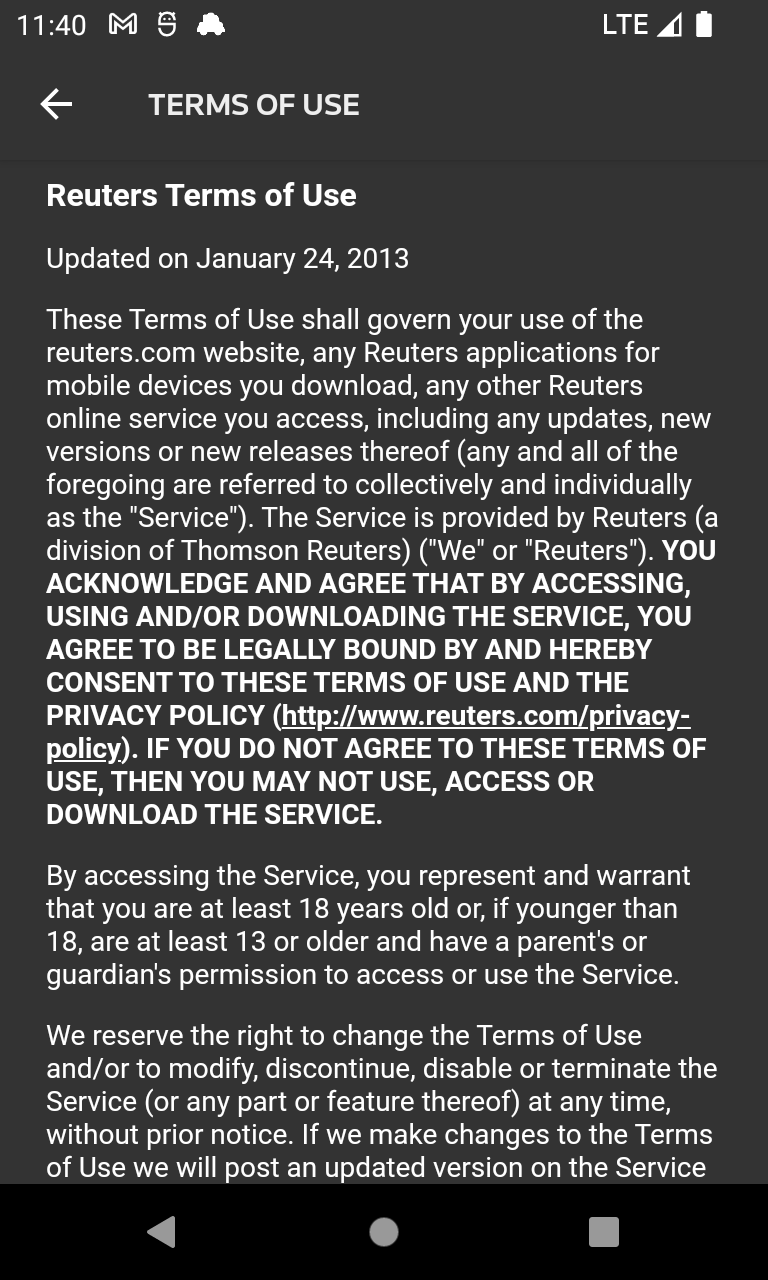 11:40
LTE
TERMS OF USE
Reuters Terms of Use
Updated on January 24, 2013
These Terms of Use shall govern your use of the
reuters.com website, any Reuters applications for
mobile devices you download, any other Reuters
online service you access, including any updates, new
versions or new releases thereof (any and all of the
foregoing are referred to collectively and individually
as the "Service"). The Service is provided by Reuters (a
division of Thomson Reuters) ("We" or "Reuters"). YOU
ACKNOWLEDGE AND AGREE THAT BY ACCESSING,
USING AND/OR DOWNLOADING THE SERVICE, YOU
AGREE TO BE LEGALLY BOUND BY AND HEREBY
CONSENT TO THESE TERMS OF USE AND THE
PRIVACY POLICY (http://www.reuters.com/privacy-
policy). IF YOU DO NOT AGREE TO THESE TERMS OF
USE, THEN YOU MAY NOT USE, ACCESS OR
DOWNLOAD THE SERVICE.
By accessing the Service, you represent and warrant
that you are at least 18 years old or, if younger than
18, are at least 13 or older and have a parent's or
guardian's permission to access or use the Service.
We reserve the right to change the Terms of Use
and/or to modify, discontinue, disable or terminate the
Service (or any part or feature thereof) at any time,
without prior notice. If we make changes to the Terms
of Use we will post an updated version on the Service